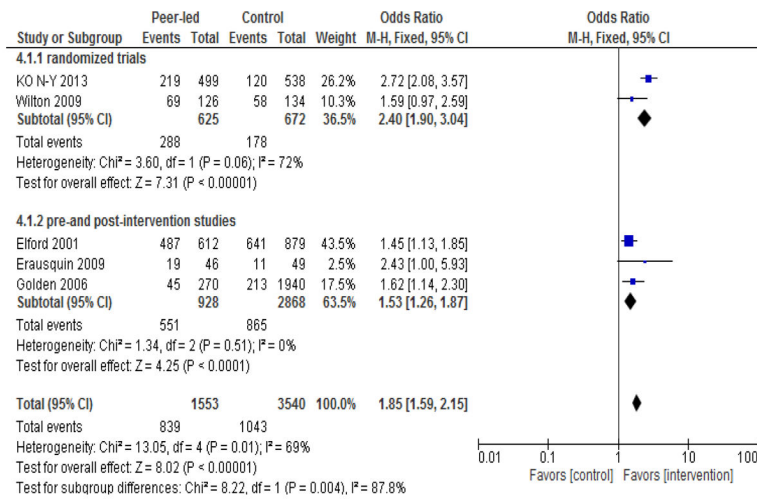 Peer-led Control Odds Ratio Odds Ratio
Study or Subgroup Events Total Events Total Weight M-H, Fixed, 95% CI M-H, Fixed, 95% CI
4.1.1 randomized trials
KO N-Y 2013 219 499 120 538 26.2% 2.72 [2.08, 3.57]
Wilton 2009 69 126 58 134 10.3% 1.59 [0.97, 2.59]
Subtotal (95% CI) 625 672 36.5% 2.40 [1.90, 3.04]
Total events 288 178
Heterogeneity: Chi² = 3.60, df = 1 (P = 0.06); I² = 72%
Test for overall effect: Z = 7.31 (P < 0.00001)
4.1.2 pre-and post-intervention studies
Elford 2001 487 612 641 879 43.5% 1.45 [1.13, 1.85]
Erausquin 2009 19 46 11 49 2.5% 2.43 [1.00, 5.93]
Golden 2006 45 270 213 1940 17.5% 1.62 [1.14, 2.30]
Subtotal (95% CI) 928 2868 63.5% 1.53 [1.26, 1.87]
Total events 551 865
Heterogeneity: Chi² = 1.34, df = 2 (P = 0.51); I² = 0%
Test for overall effect: Z = 4.25 (P < 0.0001)
Total (95% CI) 1553 3540 100.0% 1.85 [1.59, 2.15]
Total events 839 1043
Heterogeneity: Chi² = 13.05, df = 4 (P = 0.01); I² = 69%
Test for overall effect: Z = 8.02 (P < 0.00001)
Test for subgroup differences: Chi² = 8.22, df = 1 (P = 0.004), I² = 87.8%
0.01 0.1 1 10 100
Favors [control] Favors [intervention]